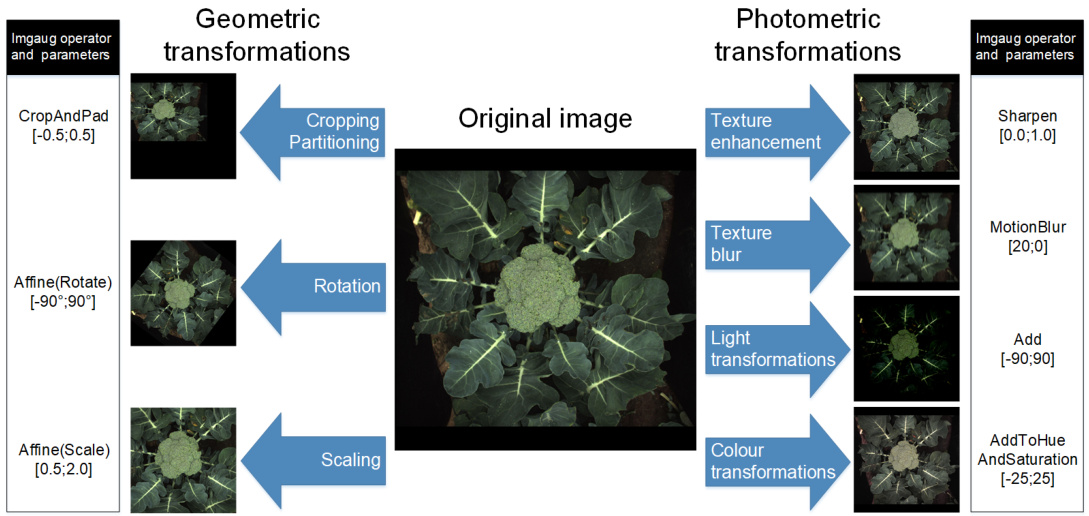 Imgaug operator
and parameters
CropAndPad
[-0.5;0.5]
Affine(Rotate)
[-90°;90°]
Affine(Scale)
[0.5;2.0]
Geometric
transformations
Cropping
Partitioning
Rotation
Scaling
Original image
Photometric
transformations
Texture
enhancement
Texture
blur
Light
transformations
Colour
transformations
Imgaug operator
and parameters
Sharpen
[0.0;1.0]
MotionBlur
[20;0]
Add
[-90;90]
AddToHue
AndSaturation
[-25;25]